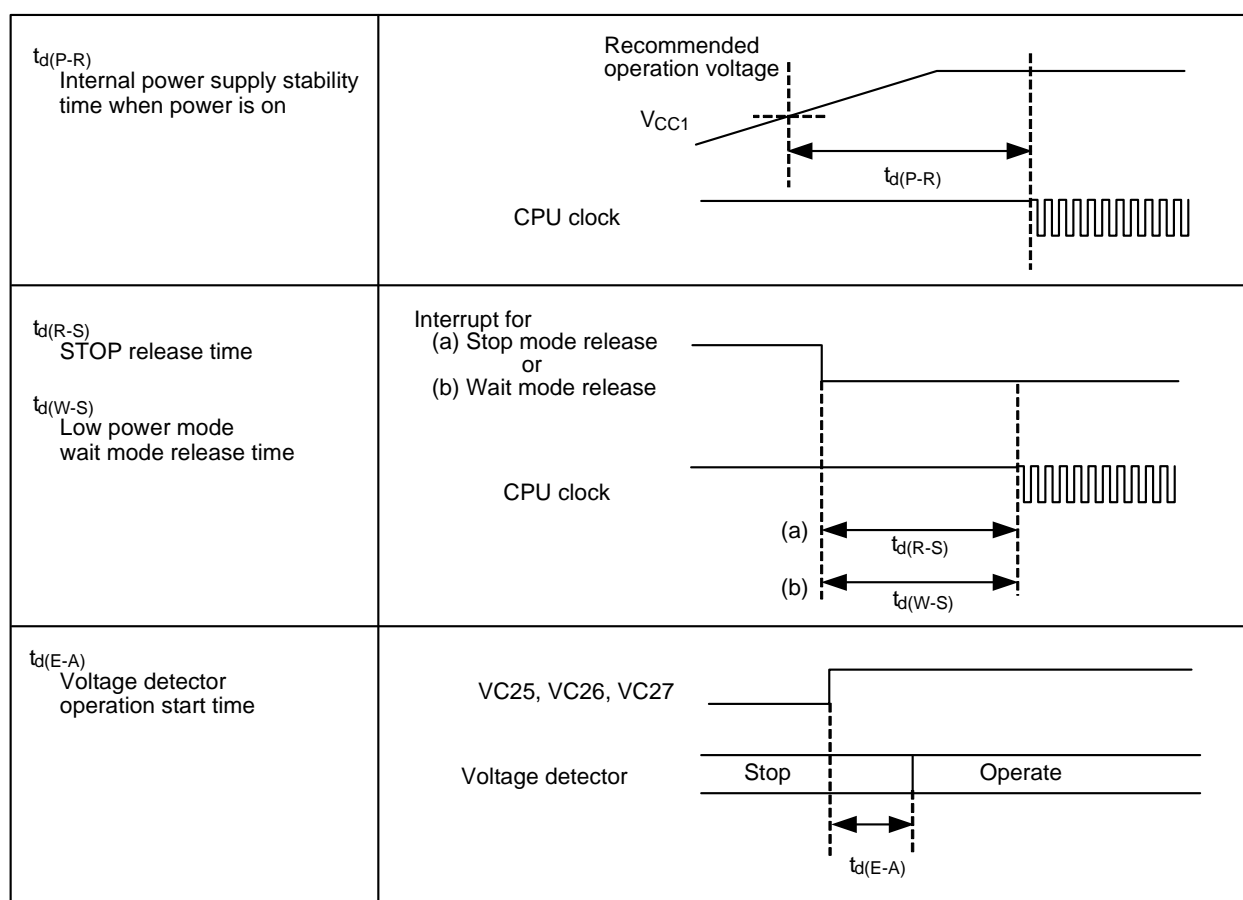 td(P-R)
Internal power supply stability
time when power is on
Recommended
operation voltage
VCC1
td(P-R)
CPU clock
td(R-S)
STOP release time
td(W-S)
Low power mode
wait mode release time
Interrupt for
(a) Stop mode release
or
(b) Wait mode release
CPU clock
(a)
td(R-S)
(b)
td(W-S)
td(E-A)
Voltage detector
operation start time
VC25, VC26, VC27
Voltage detector
Stop
Operate
td(E-A)